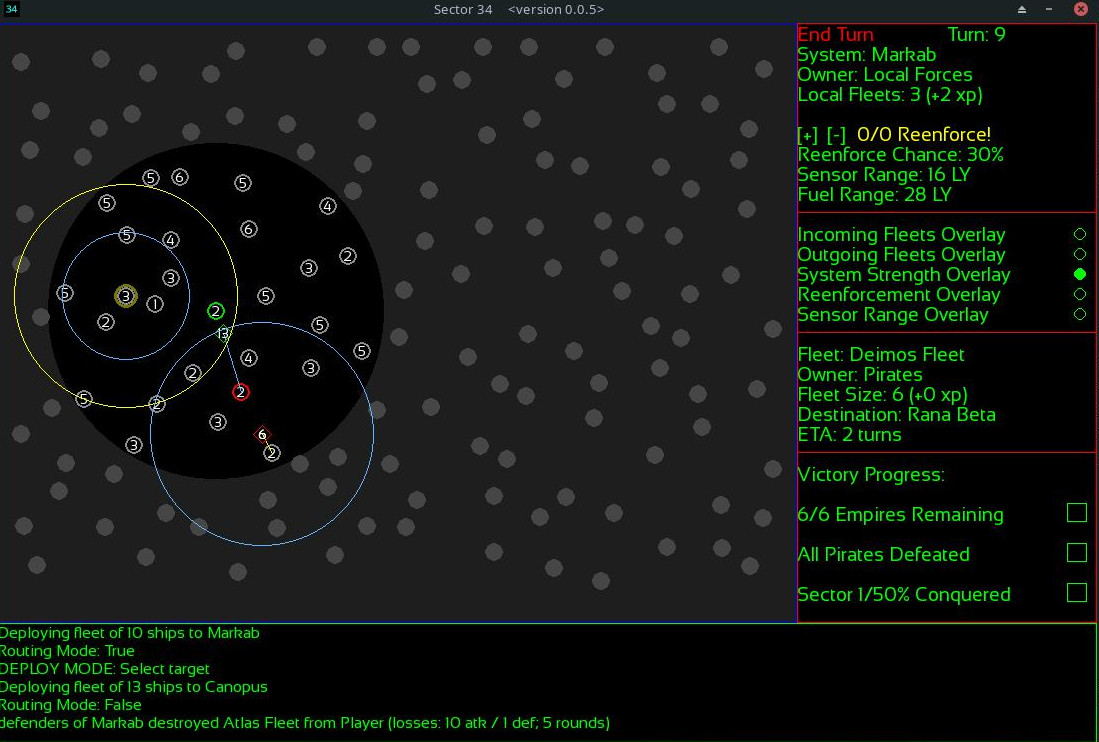 34
Sector 34 <version 0.0.5>
End Turn Turn: 9
System: Markab
Owner: Local Forces
Local Fleets: 3 (+2 xp)
[+] [-] 0/0 Reenforce!
Reenforce Chance: 30%
Sensor Range: 16 LY
Fuel Range: 28 LY
Incoming Fleets Overlay
Outgoing Fleets Overlay
System Strength Overlay
Reenforcement Overlay
Sensor Range Overlay
Fleet: Deimos Fleet
Owner: Pirates
Fleet Size: 6 (+0 xp)
Destination: Rana Beta
ETA: 2 turns
Victory Progress:
6/6 Empires Remaining
All Pirates Defeated
Sector 1/50% Conquered
5 6 5
5 4
5 4 6
2
3 3
5 3 1 5
2 2
13 5
4 5
2 3
5 2 2
3
3 6
2
Deploying fleet of 10 ships to Markab
Routing Mode: True
DEPLOY MODE: Select target
Deploying fleet of 13 ships to Canopus
Routing Mode: False
defenders of Markab destroyed Atlas Fleet from Player (losses: 10 atk / 1 def; 5 rounds)